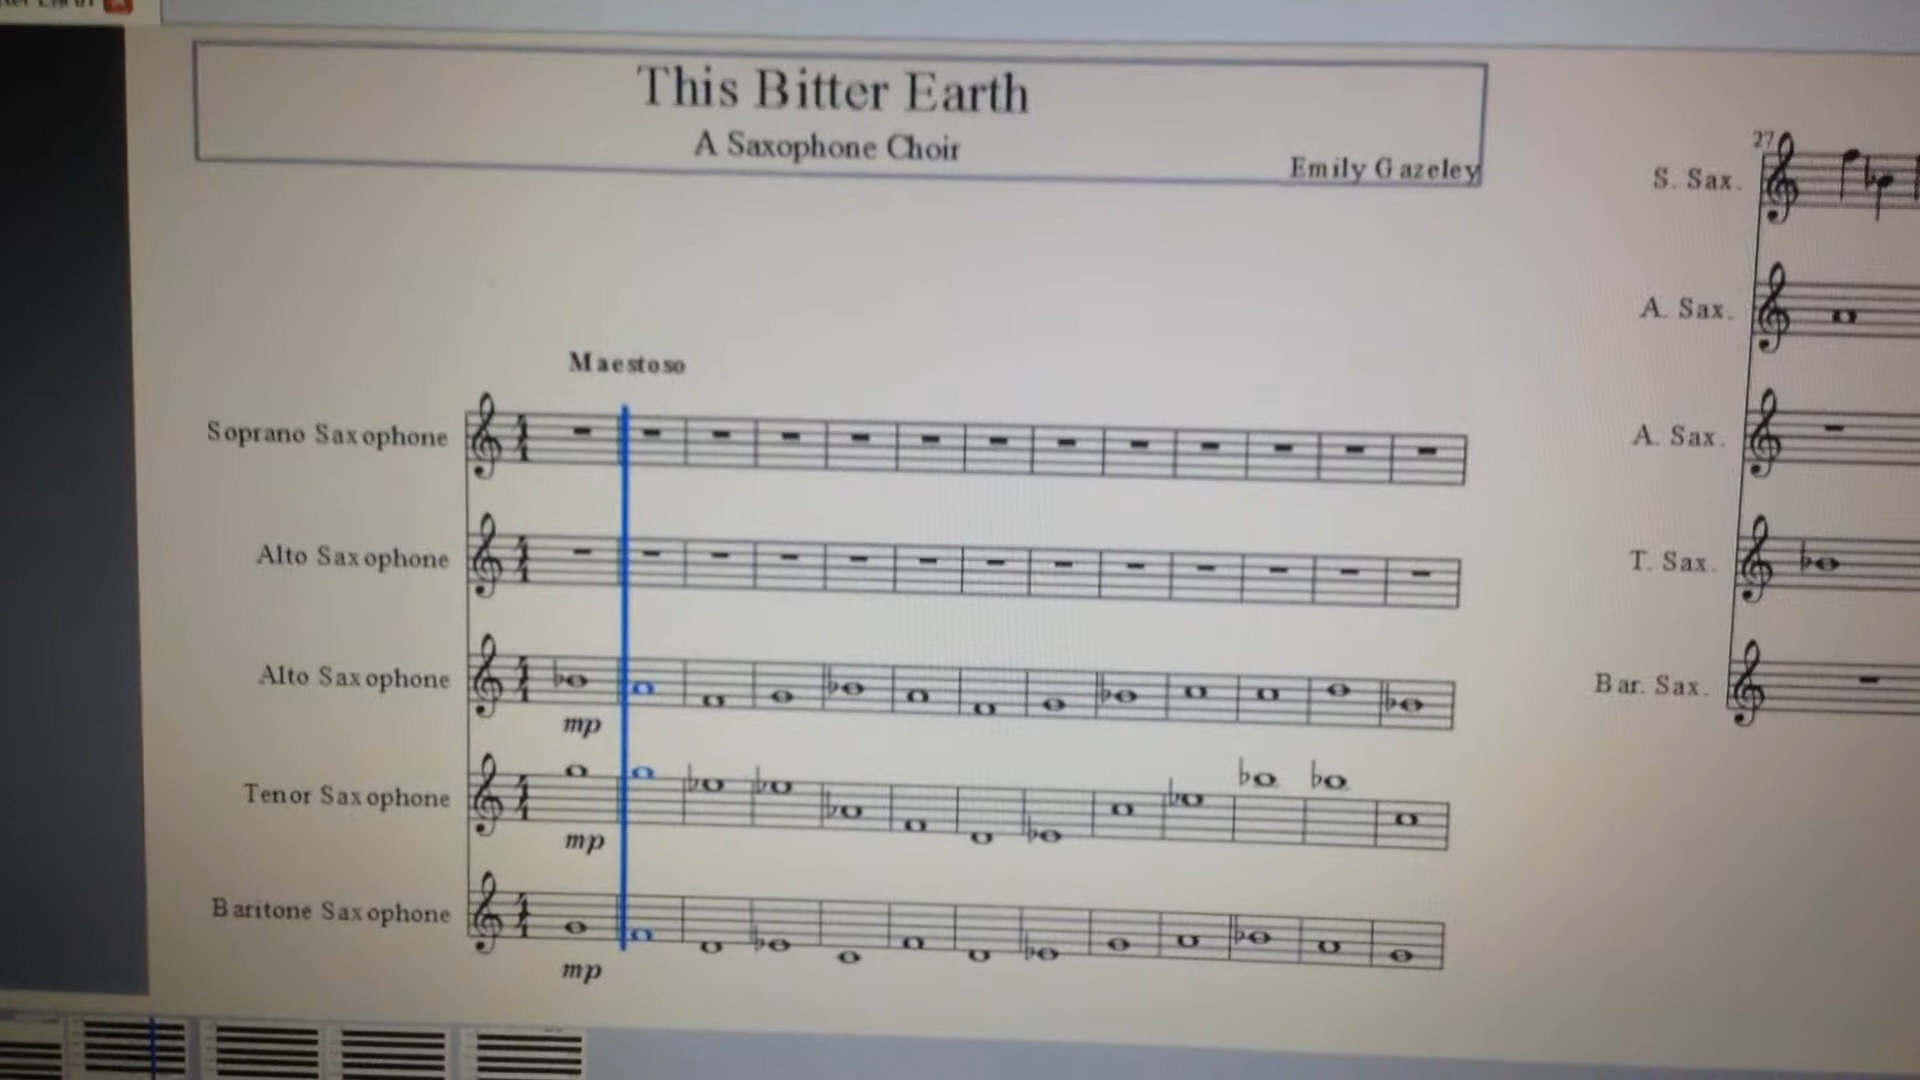 This Bitter Earth
A Saxophone Choir
Emily Gazeley
Maestoso
Soprano Saxophone
Alto Saxophone
Alto Saxophone
mp
Tenor Saxophone
mp
Baritone Saxophone
mp
27
S. Sax.
A. Sax.
A. Sax.
T. Sax.
Bar. Sax.